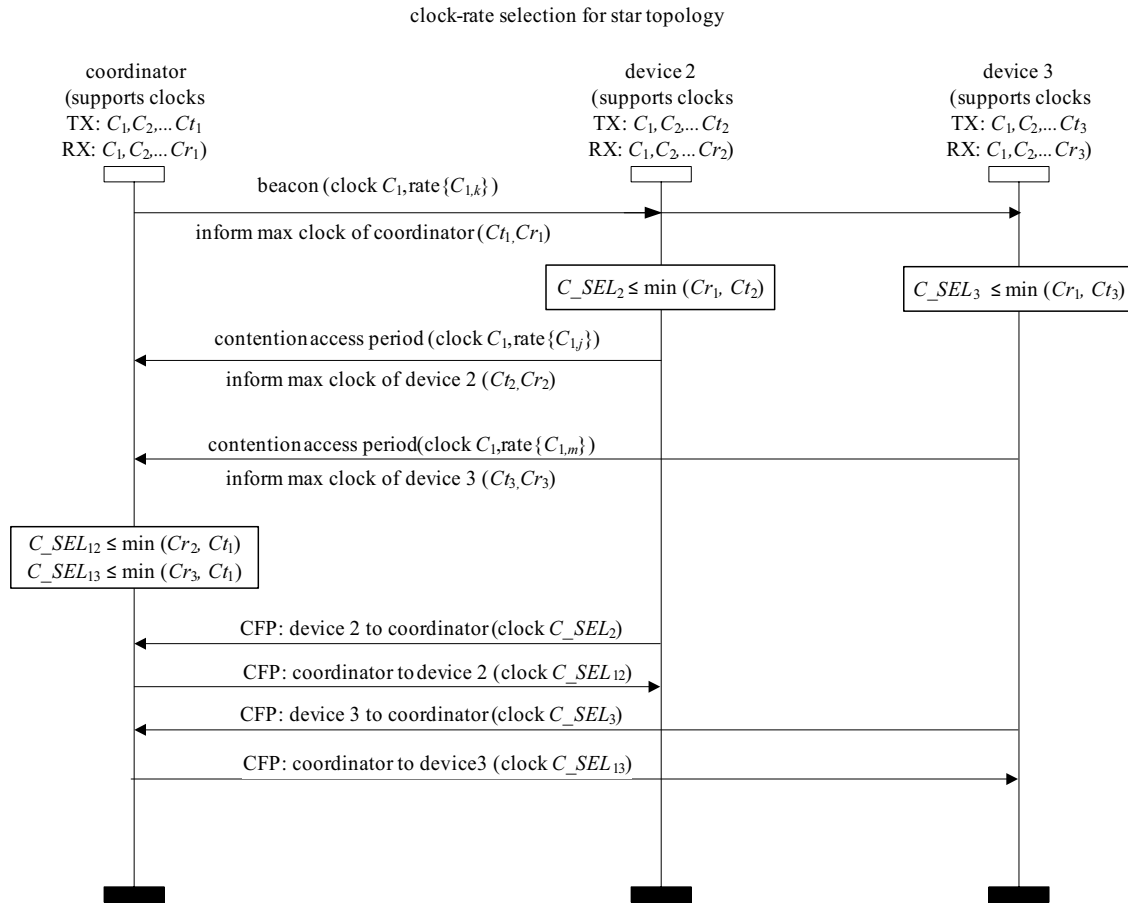 clock-rate selection for star topology
coordinator
(supports clocks
TX: C₁,C₂,... Ct₁
RX: C₁,C₂,... Cr₁)
device 2
(supports clocks
TX: C₁,C₂,... Ct₂
RX: C₁,C₂,... Cr₂)
device 3
(supports clocks
TX: C₁,C₂,... Ct₃
RX: C₁,C₂,... Cr₃)
beacon (clock C₁,rate{C₁,ₖ})
inform max clock of coordinator (Ct₁,Cr₁)
C_SEL₂ ≤ min (Cr₁, Ct₂)
C_SEL₃ ≤ min (Cr₁, Ct₃)
contention access period (clock C₁,rate{C₁,ⱼ})
inform max clock of device 2 (Ct₂,Cr₂)
contention access period(clock C₁,rate{C₁,ₘ})
inform max clock of device 3 (Ct₃,Cr₃)
C_SEL₁₂ ≤ min (Cr₂, Ct₁)
C_SEL₁₃ ≤ min (Cr₃, Ct₁)
CFP: device 2 to coordinator (clock C_SEL₂)
CFP: coordinator to device 2 (clock C_SEL₁₂)
CFP: device 3 to coordinator (clock C_SEL₃)
CFP: coordinator to device3 (clock C_SEL₁₃)